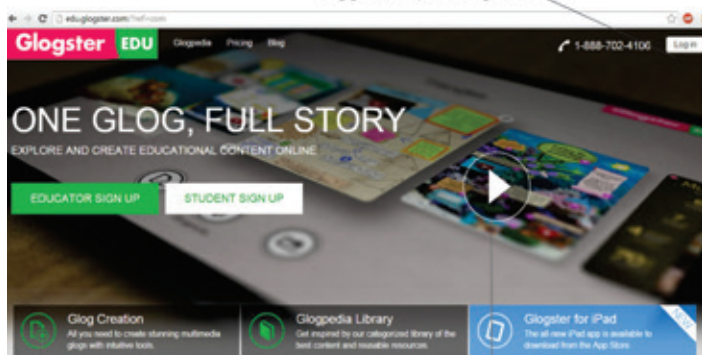 edu.glogster.com/?ref=com
Glogster EDU
Glogpedia Pricing Blog
1-888-702-4106
Log in
ONE GLOG, FULL STORY
EXPLORE AND CREATE EDUCATIONAL CONTENT ONLINE
EDUCATOR SIGN UP
STUDENT SIGN UP
Glog Creation
All you need to create stunning multimedia
glogs with intuitive tools.
Glogpedia Library
Get inspired by our categorized library of the
best content and reusable resources.
Glogster for iPad
The all-new iPad app is available to
download from the App Store.
NEW